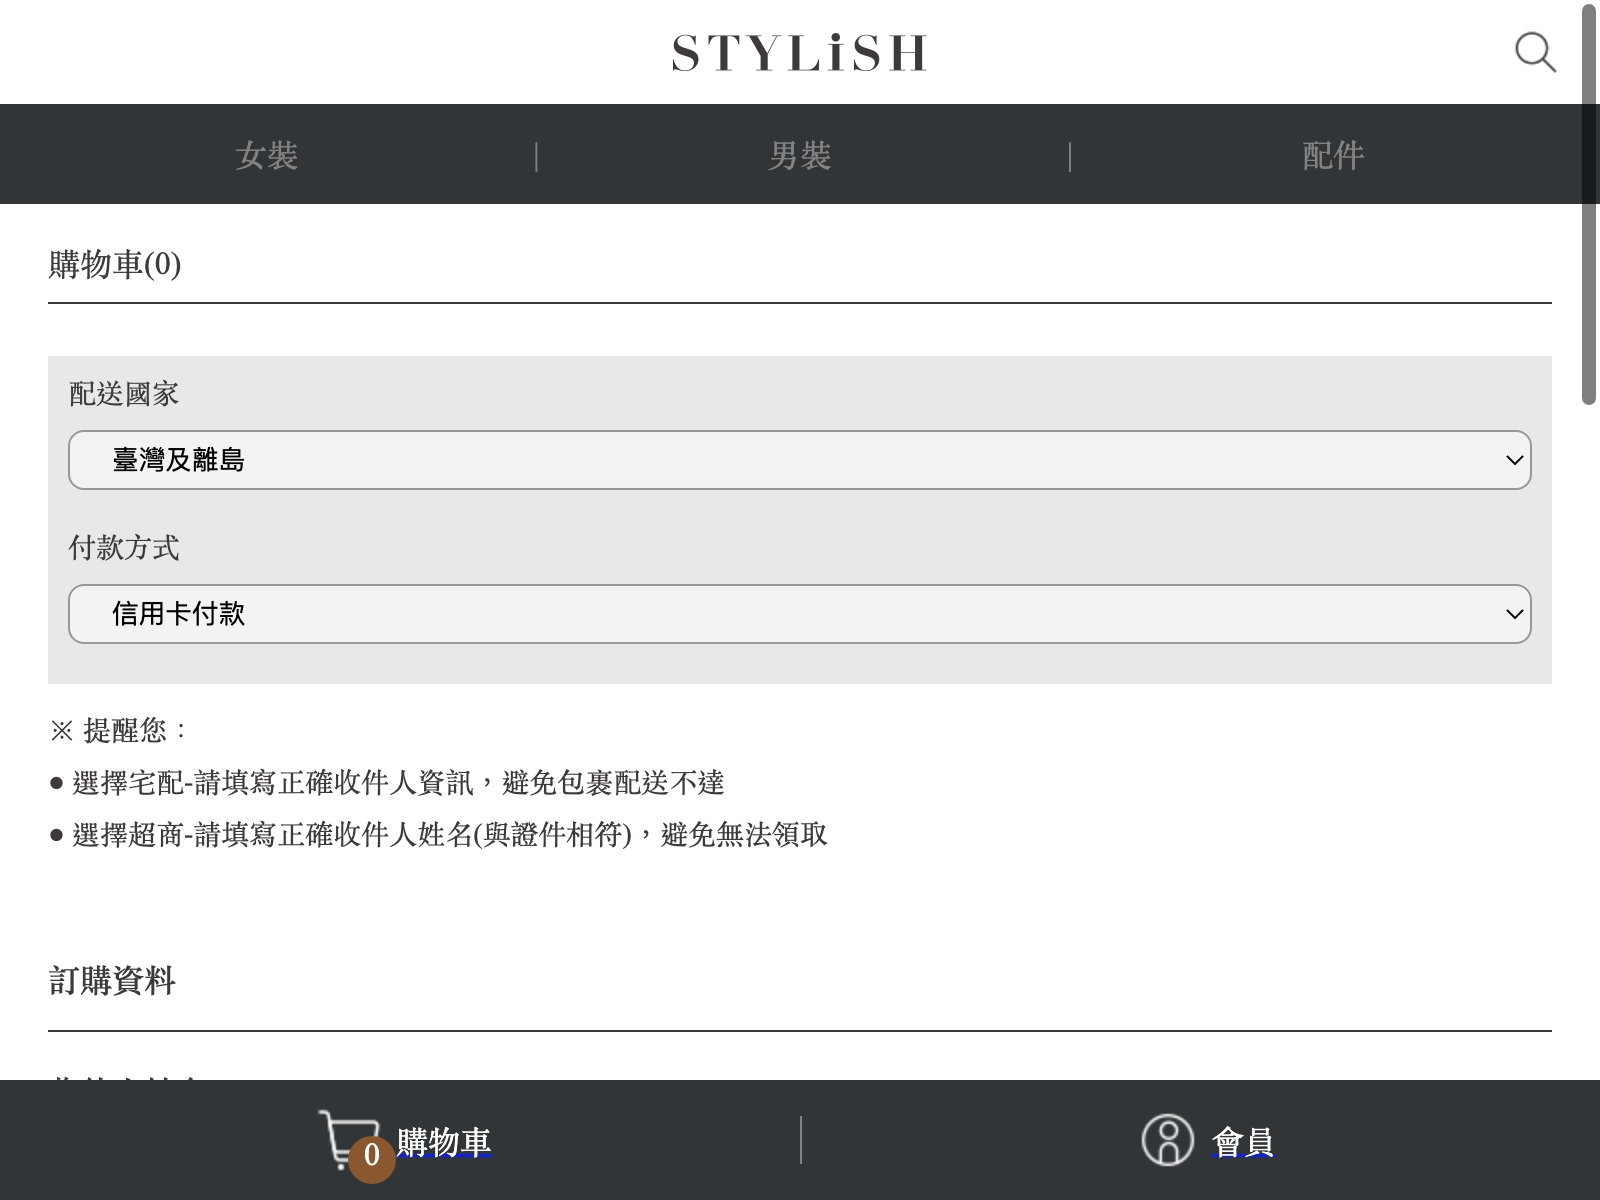 STYLiSH
女裝 | 男裝 | 配件
購物車(0)
配送國家
臺灣及離島
付款方式
信用卡付款
※ 提醒您：
● 選擇宅配-請填寫正確收件人資訊，避免包裹配送不達
● 選擇超商-請填寫正確收件人姓名(與證件相符)，避免無法領取
訂購資料
0 購物車 | 會員